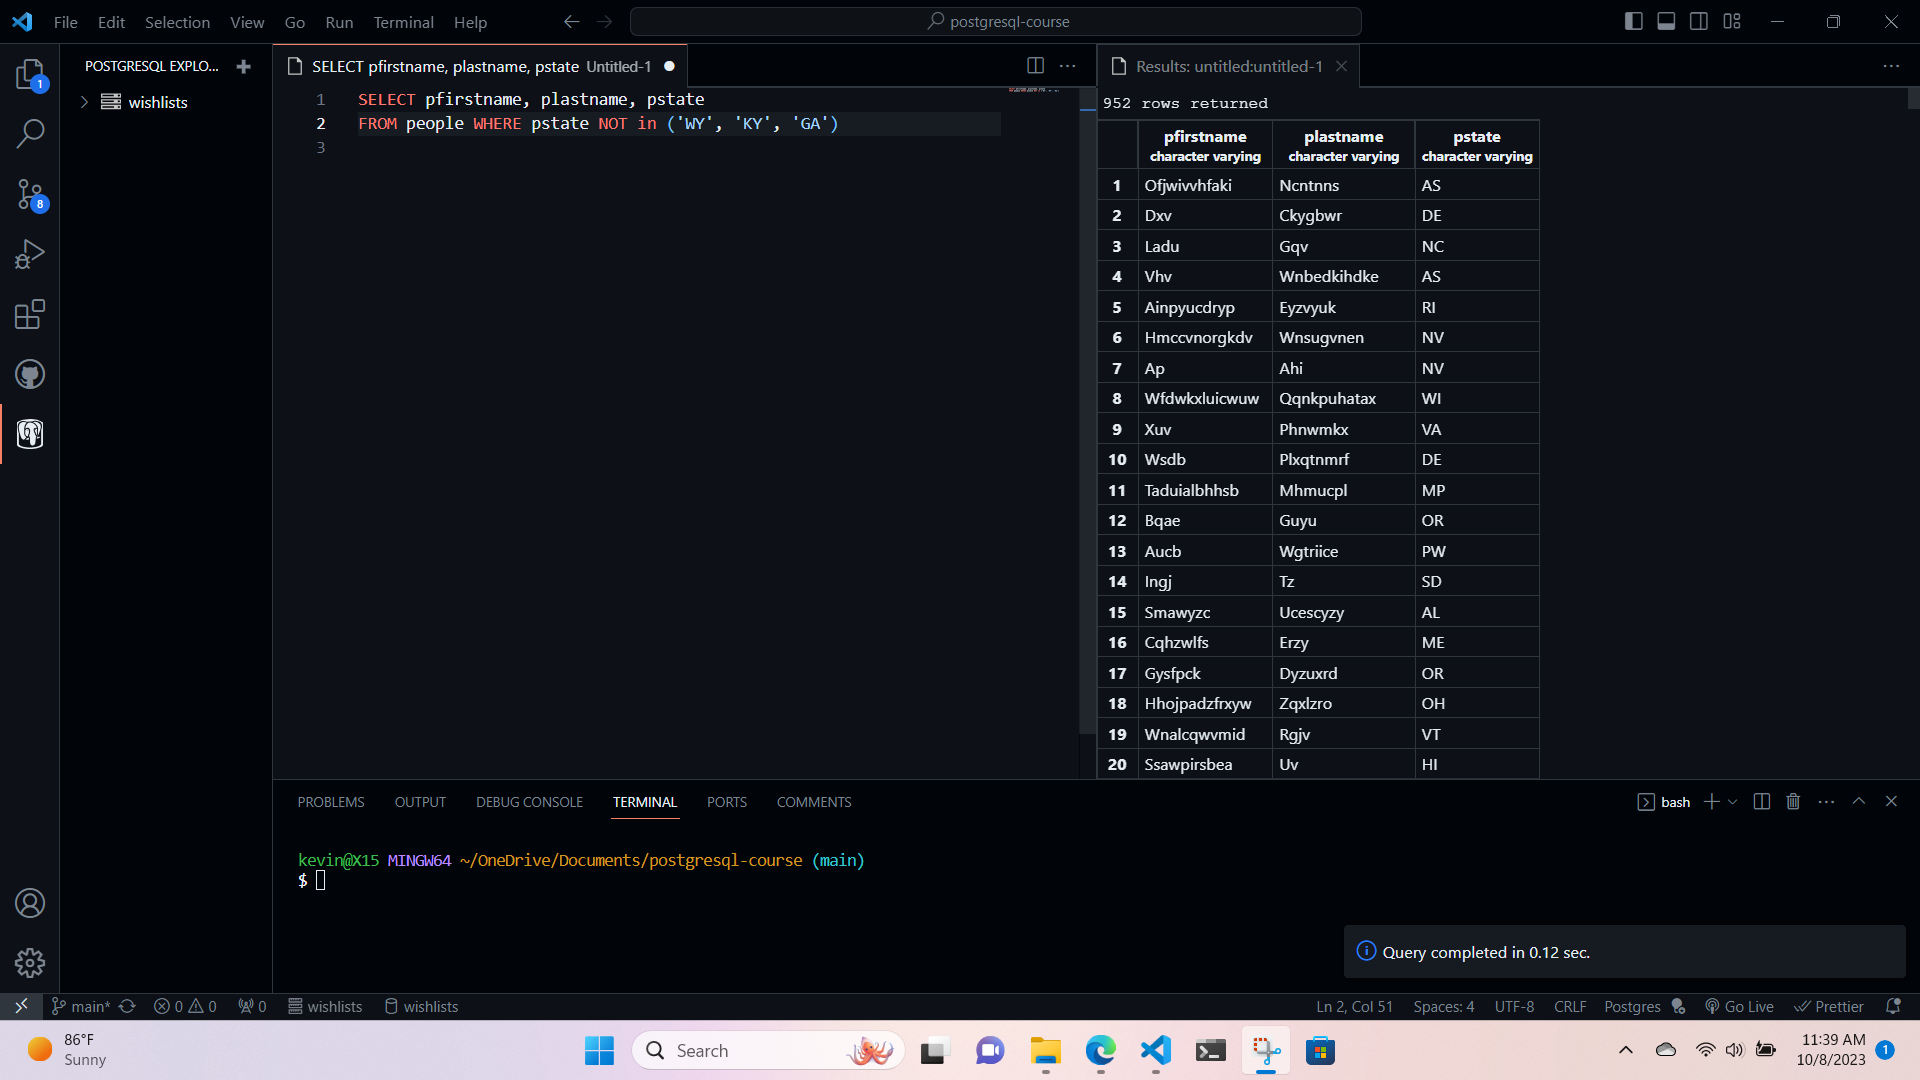 File Edit Selection View Go Run Terminal Help
postgresql-course
POSTGRESQL EXPLO...
wishlists
1
8
SELECT pfirstname, plastname, pstate Untitled-1
1 SELECT pfirstname, plastname, pstate
2 FROM people WHERE pstate NOT in ('WY', 'KY', 'GA')
3
Results: untitled:untitled-1
952 rows returned
pfirstname plastname pstate
character varying character varying character varying
1 Ofjwivvhfaki Ncntnns AS
2 Dxv Ckygbwr DE
3 Ladu Gqv NC
4 Vhv Wnbedkihdke AS
5 Ainpyucdryp Eyzvyuk RI
6 Hmccvnorgkdv Wnsugvnen NV
7 Ap Ahi NV
8 Wfdwkxluicwuw Qqnkpuhatax WI
9 Xuv Phnwmkx VA
10 Wsdb Plxqtnmrf DE
11 Taduialbhhsb Mhmucpl MP
12 Bqae Guyu OR
13 Aucb Wgtriice PW
14 Ingj Tz SD
15 Smawyzc Ucescyzy AL
16 Cqhzwlfs Erzy ME
17 Gysfpck Dyzuxrd OR
18 Hhojpadzfrxyw Zqxlzro OH
19 Wnalcqwvmid Rgjv VT
20 Ssawpirsbea Uv HI
PROBLEMS OUTPUT DEBUG CONSOLE TERMINAL PORTS COMMENTS
bash
kevin@X15 MINGW64 ~/OneDrive/Documents/postgresql-course (main)
$
Query completed in 0.12 sec.
main* 0 0 0 wishlists wishlists
Ln 2, Col 51 Spaces: 4 UTF-8 CRLF Postgres Go Live Prettier
86°F
Sunny
Search
11:39 AM
10/8/2023
1